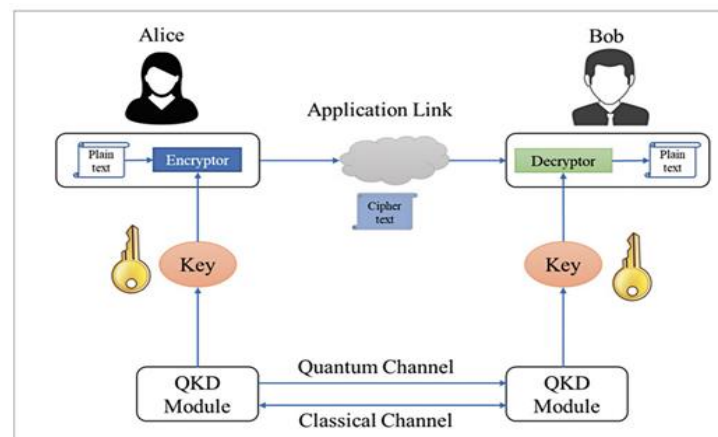 Alice
Bob
Application Link
Plain
text
Encryptor
Decryptor
Plain
text
Cipher
text
Key
Key
Quantum Channel
QKD
Module
QKD
Module
Classical Channel